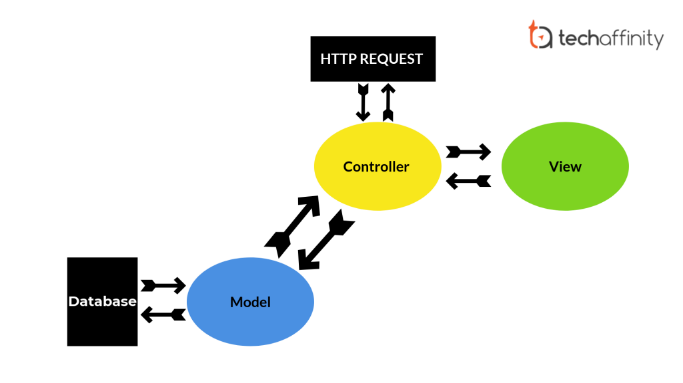 techaffinity
HTTP REQUEST
Controller
View
Database
Model